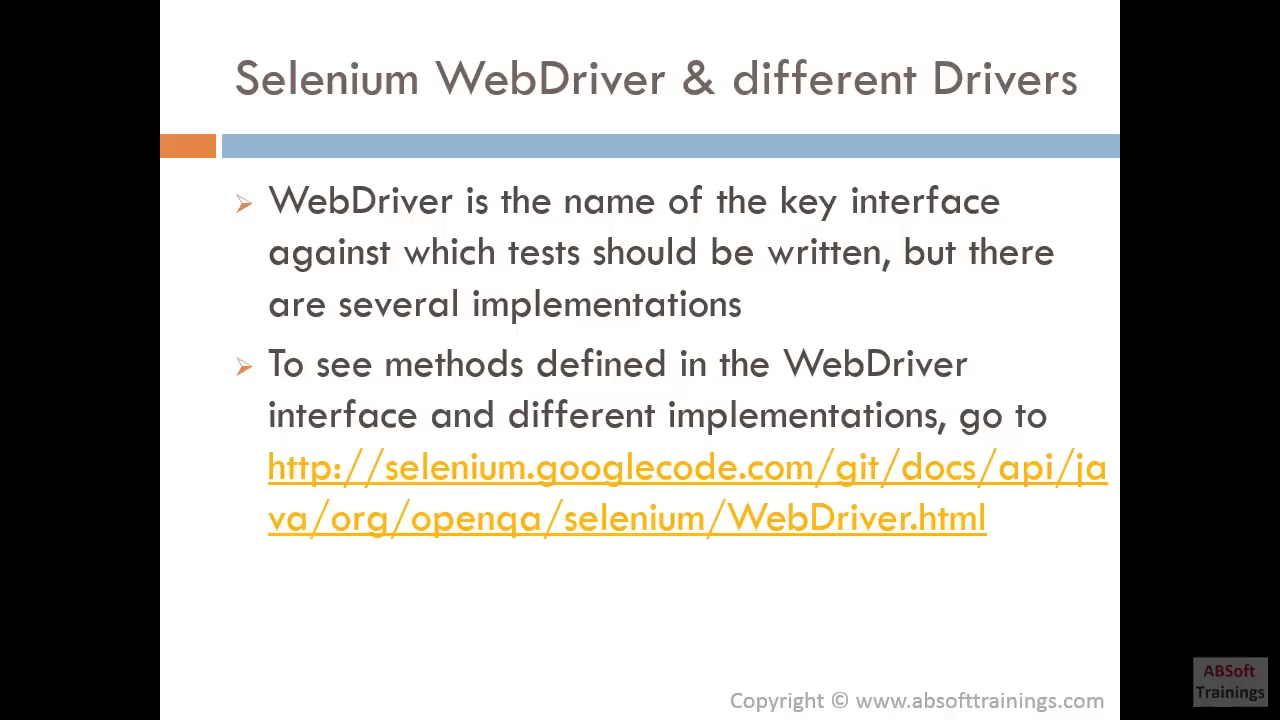 Selenium WebDriver & different Drivers
WebDriver is the name of the key interface
against which tests should be written, but there
are several implementations
To see methods defined in the WebDriver
interface and different implementations, go to
http://selenium.googlecode.com/git/docs/api/ja
va/org/openqa/selenium/WebDriver.html
Copyright © www.absofttrainings.com
ABSoft
Trainings